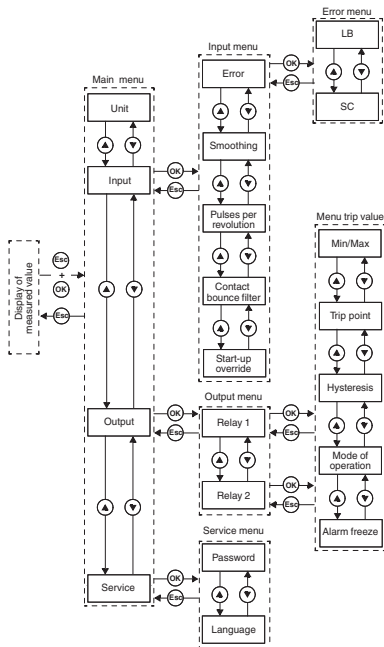 Error menu
LB
SC
Input menu
Error
Smoothing
Pulses per
revolution
Contact
bounce filter
Start-up
override
OK
Esc
Main menu
Unit
Input
Output
Service
OK
Esc
Display of
measured value
Esc
+
OK
Esc
Menu trip value
Min/Max
Trip point
Hysteresis
Mode of
operation
Alarm freeze
Output menu
Relay 1
Relay 2
OK
Esc
OK
Esc
OK
Esc
Service menu
Password
Language
OK
Esc